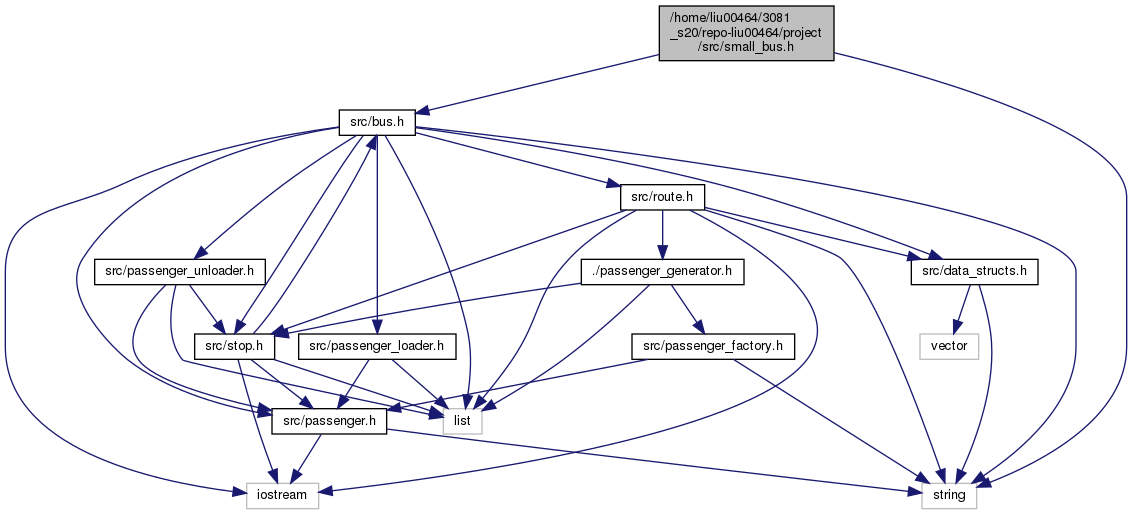 /home/liu00464/3081
_s20/repo-liu00464/project
/src/small_bus.h
src/bus.h
src/route.h
src/passenger_unloader.h
./passenger_generator.h
src/data_structs.h
src/stop.h
src/passenger_loader.h
src/passenger_factory.h
vector
src/passenger.h
list
iostream
string